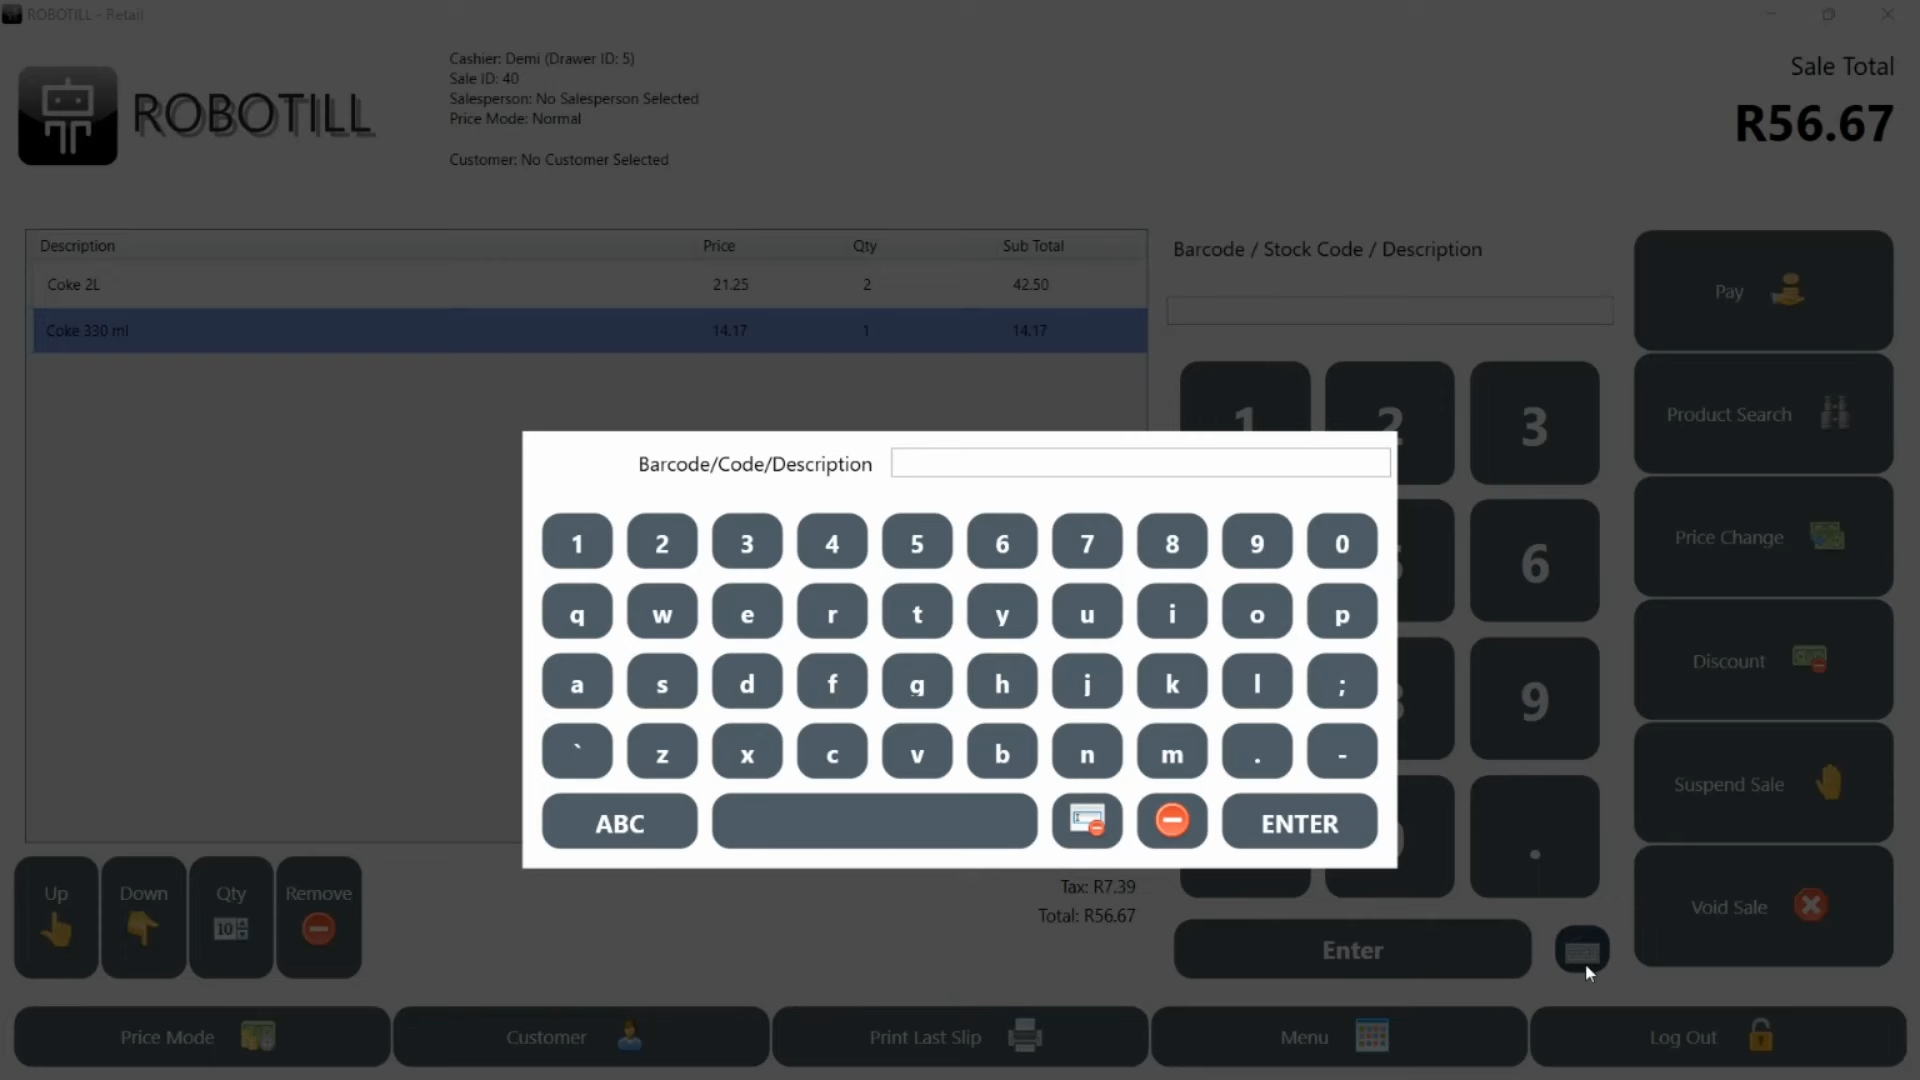 ROBOTILL - Retail
ROBOTILL
Cashier: Demi (Drawer ID: 5)
Sale ID: 40
Salesperson: No Salesperson Selected
Price Mode: Normal
Customer: No Customer Selected
Sale Total
R56.67
Description Price Qty Sub Total
Coke 2L 21.25 2 42.50
Coke 330 ml 14.17 1 14.17
Barcode / Stock Code / Description
1 2 3
6
9
.
Enter
Pay
Product Search
Price Change
Discount
Suspend Sale
Void Sale
Barcode/Code/Description
1 2 3 4 5 6 7 8 9 0
q w e r t y u i o p
a s d f g h j k l ;
` z x c v b n m . -
ABC ENTER
Tax: R7.39
Total: R56.67
Up Down Qty Remove
10
Price Mode Customer Print Last Slip Menu Log Out